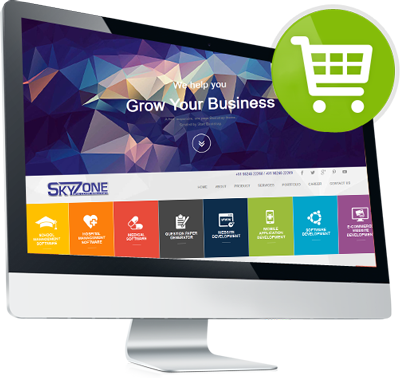 We help you
Grow Your Business
SKYZONE
HOME ABOUT PRODUCT SERVICES PORTFOLIO CAREER CONTACT US
SCHOOL
MANAGEMENT
SOFTWARE
HOSPITAL
MANAGEMENT
SOFTWARE
MEDICAL
SOFTWARE
QUESTION PAPER
GENERATOR
WEBSITE
DEVELOPMENT
MOBILE
APPLICATION
DEVELOPMENT
SOFTWARE
DEVELOPMENT
E-COMMERCE
WEBSITE
DEVELOPMENT